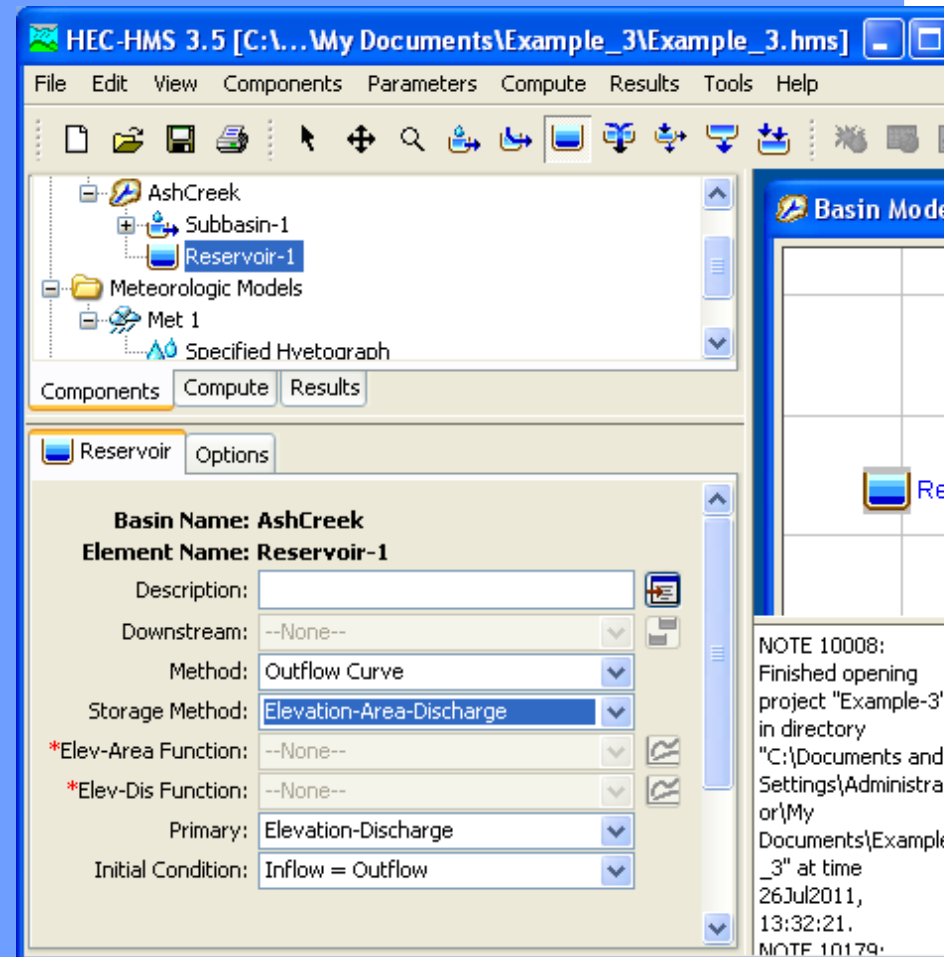 HEC-HMS 3.5 [C:\...\My Documents\Example_3\Example_3.hms]
File Edit View Components Parameters Compute Results Tools Help
AshCreek
Subbasin-1
Reservoir-1
Meteorologic Models
Met 1
Specified Hyetograph
Components Compute Results
Basin Mode
Re
Reservoir Options
Basin Name: AshCreek
Element Name: Reservoir-1
Description:
Downstream: --None--
Method: Outflow Curve
Storage Method: Elevation-Area-Discharge
*Elev-Area Function: --None--
*Elev-Dis Function: --None--
Primary: Elevation-Discharge
Initial Condition: Inflow = Outflow
NOTE 10008:
Finished opening
project "Example-3"
in directory
"C:\Documents and
Settings\Administra
or\My
Documents\Example
_3" at time
26Jul2011,
13:32:21.
NOTE 10179: